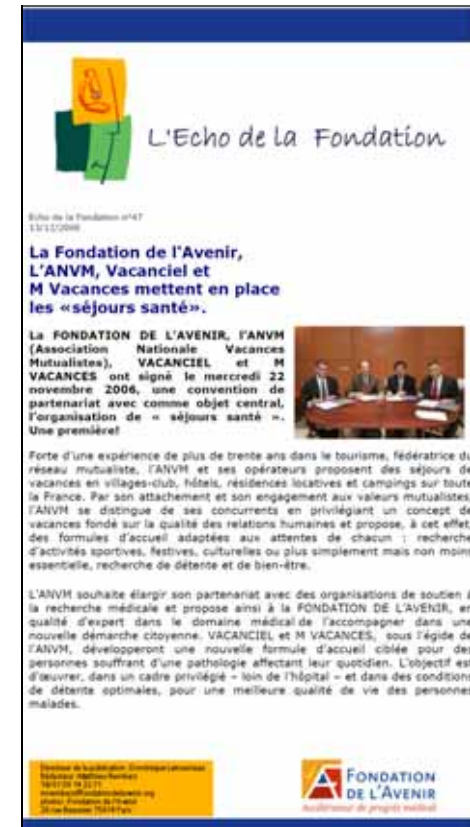 L'Echo de la Fondation
Echo de la Fondation n°47
13/12/2006
La Fondation de l'Avenir,
L'ANVM, Vacanciel et
M Vacances mettent en place
les «séjours santé».
La FONDATION DE L'AVENIR, l'ANVM
(Association Nationale Vacances
Mutualistes), VACANCIEL et M
VACANCES ont signé le mercredi 22
novembre 2006, une convention de
partenariat avec comme objet central,
l'organisation de « séjours santé ».
Une première!
Forte d'une expérience de plus de trente ans dans le tourisme, fédératrice du
réseau mutualiste, l'ANVM et ses opérateurs proposent des séjours de
vacances en villages-club, hôtels, résidences locatives et campings sur toute
la France. Par son attachement et son engagement aux valeurs mutualistes
l'ANVM se distingue de ses concurrents en privilégiant un concept de
vacances fondé sur la qualité des relations humaines et propose, à cet effet,
des formules d'accueil adaptées aux attentes de chacun : recherche
d'activités sportives, festives, culturelles ou plus simplement mais non moins
essentielle, recherche de détente et de bien-être.
L'ANVM souhaite élargir son partenariat avec des organisations de soutien à
la recherche médicale et propose ainsi à la FONDATION DE L'AVENIR, en
qualité d'expert dans le domaine médical de l'accompagner dans une
nouvelle démarche citoyenne. VACANCIEL et M VACANCES, sous l'égide de
l'ANVM, développeront une nouvelle formule d'accueil ciblée pour des
personnes souffrant d'une pathologie affectant leur quotidien. L'objectif est
d'œuvrer, dans un cadre privilégié – loin de l'hôpital – et dans des conditions
de détente optimales, pour une meilleure qualité de vie des personnes
malades.
Directeur de la publication
FONDATION
DE L'AVENIR
Accélérateur de progrès médical